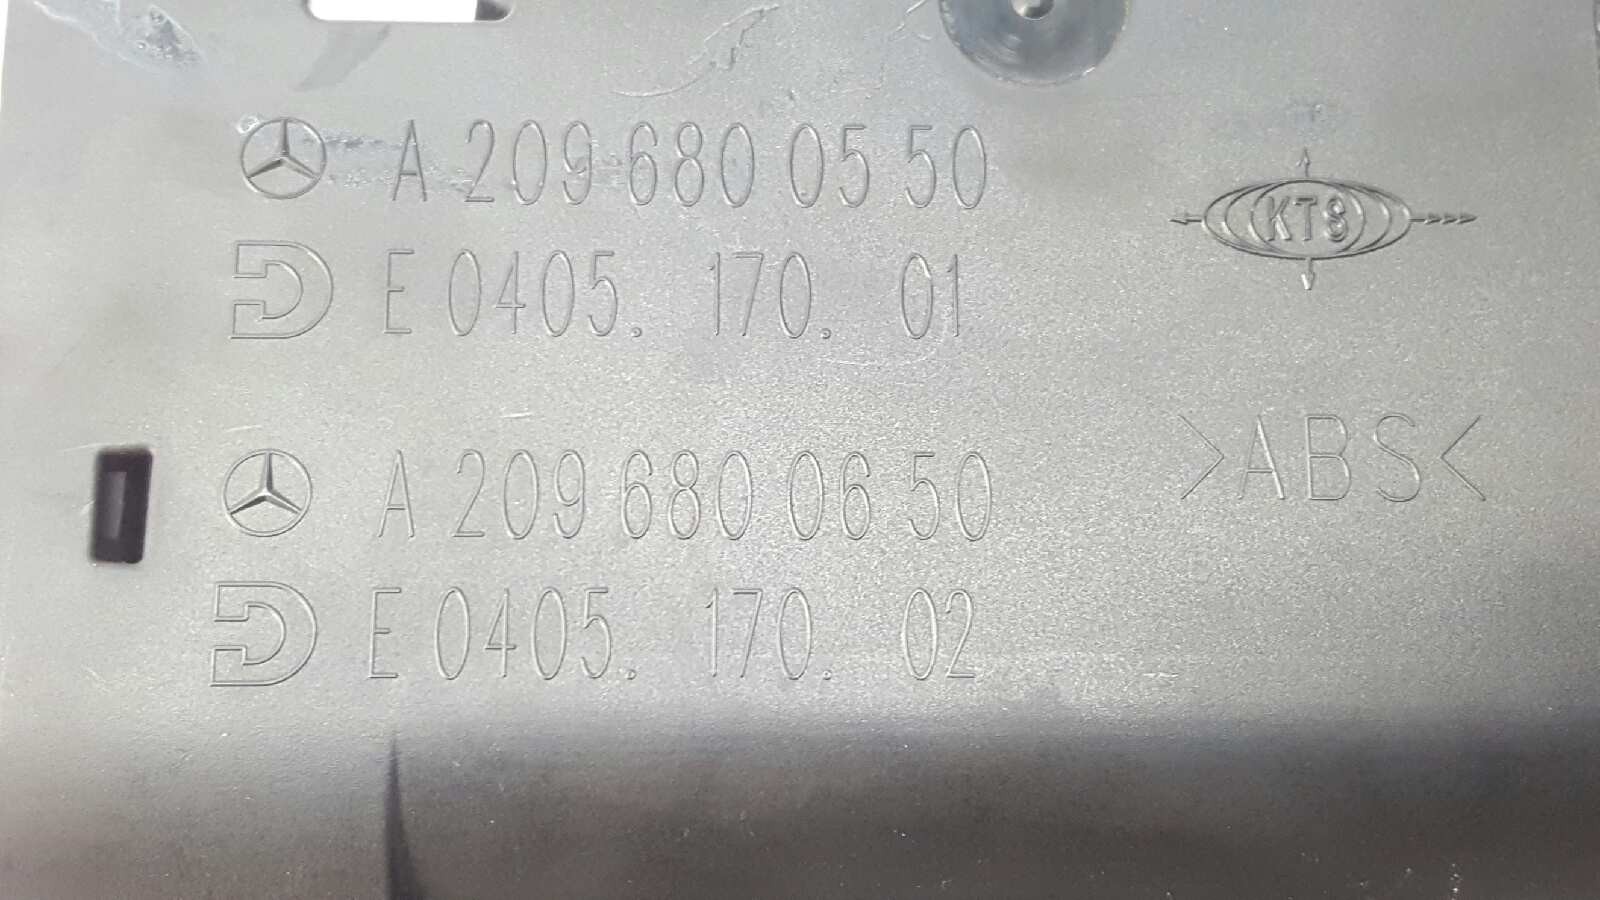 A 209 680 05 50
KTS
E 0405. 170. 01
>ABS<
A 209 680 06 50
E 0405. 170. 02